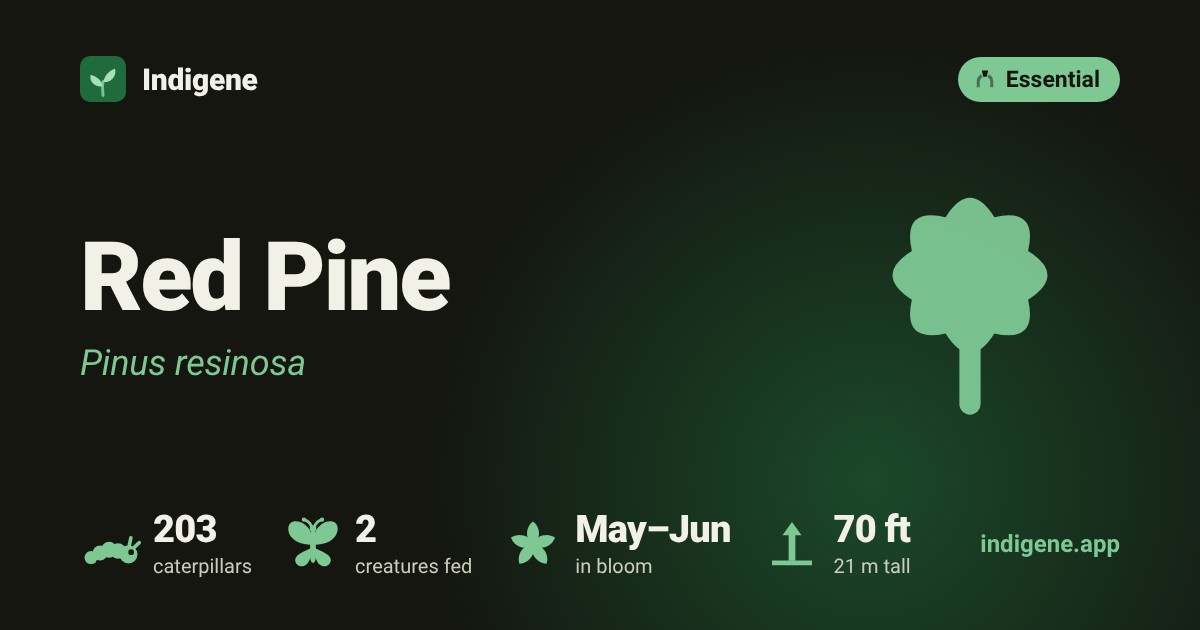 Indigene
Essential
Red Pine
Pinus resinosa
203
caterpillars
2
creatures fed
May–Jun
in bloom
70 ft
21 m tall
indigene.app